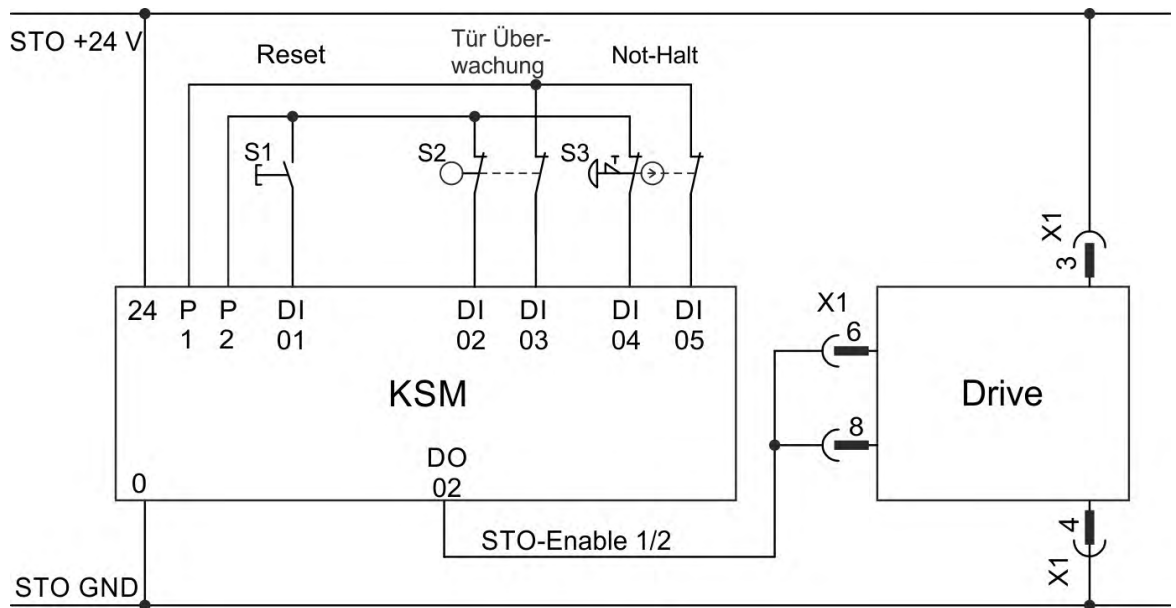 STO +24 V
Reset
Tür Über-
wachung
Not-Halt
S1
S2
S3
X1
3
24 P P DI DI DI DI DI
1 2 01 02 03 04 05
X1
6
KSM
Drive
8
DO
0 02
4
STO-Enable 1/2
X1
STO GND